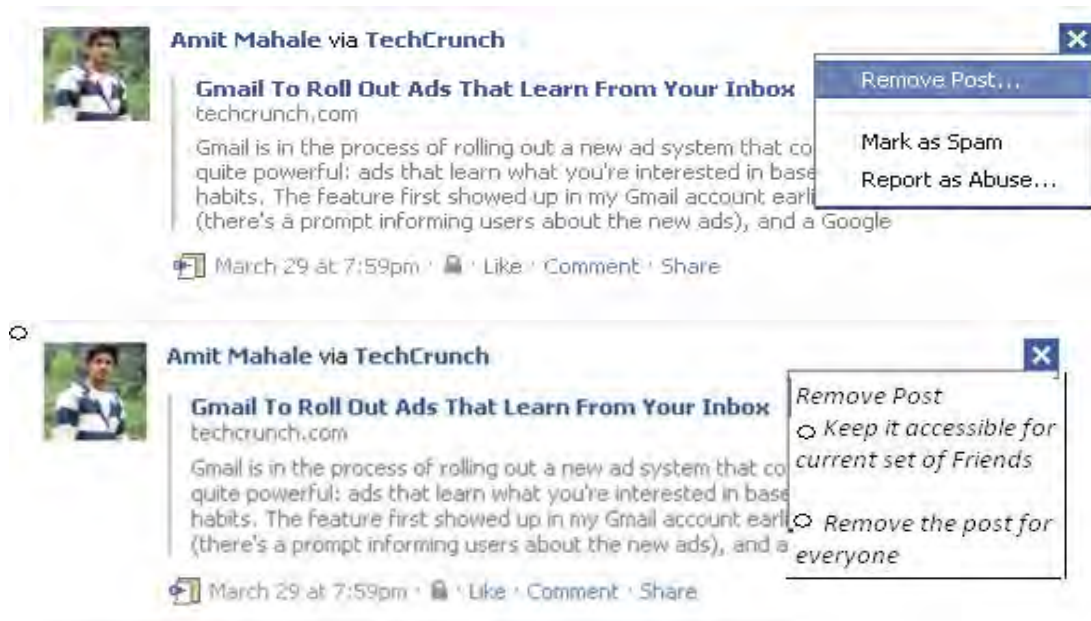 Amit Mahale via TechCrunch
Gmail To Roll Out Ads That Learn From Your Inbox
techcrunch.com
Gmail is in the process of rolling out a new ad system that co
quite powerful: ads that learn what you're interested in base
habits. The feature first showed up in my Gmail account earli
(there's a prompt informing users about the new ads), and a Google
March 29 at 7:59pm · Like · Comment · Share
Remove Post...
Mark as Spam
Report as Abuse...
Amit Mahale via TechCrunch
Gmail To Roll Out Ads That Learn From Your Inbox
techcrunch.com
Gmail is in the process of rolling out a new ad system that co
quite powerful: ads that learn what you're interested in base
habits. The feature first showed up in my Gmail account earli
(there's a prompt informing users about the new ads), and a
March 29 at 7:59pm · Like · Comment · Share
Remove Post
Keep it accessible for
current set of Friends
Remove the post for
everyone